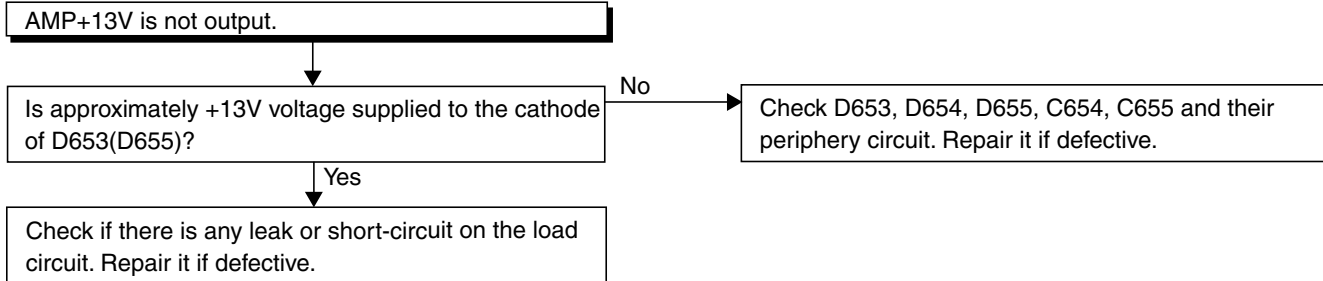 AMP+13V is not output.
Is approximately +13V voltage supplied to the cathode
of D653(D655)?
No
Check D653, D654, D655, C654, C655 and their
periphery circuit. Repair it if defective.
Yes
Check if there is any leak or short-circuit on the load
circuit. Repair it if defective.